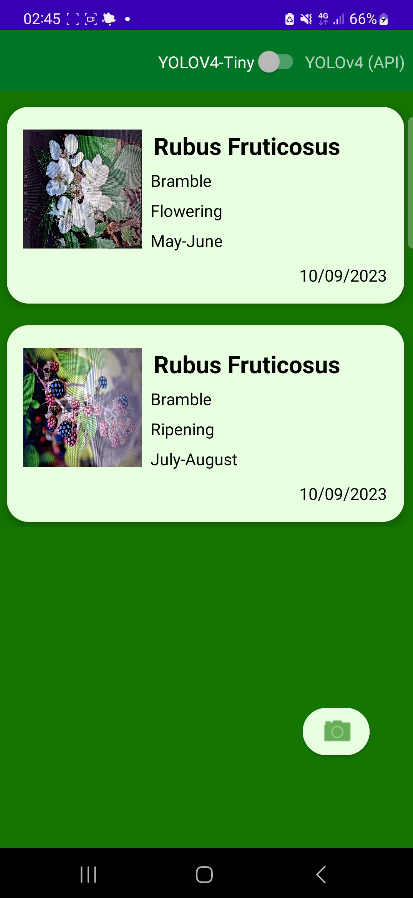 02:45 4G 66%
YOLOV4-Tiny YOLOv4 (API)
Rubus Fruticosus
Bramble
Flowering
May-June
10/09/2023
Rubus Fruticosus
Bramble
Ripening
July-August
10/09/2023